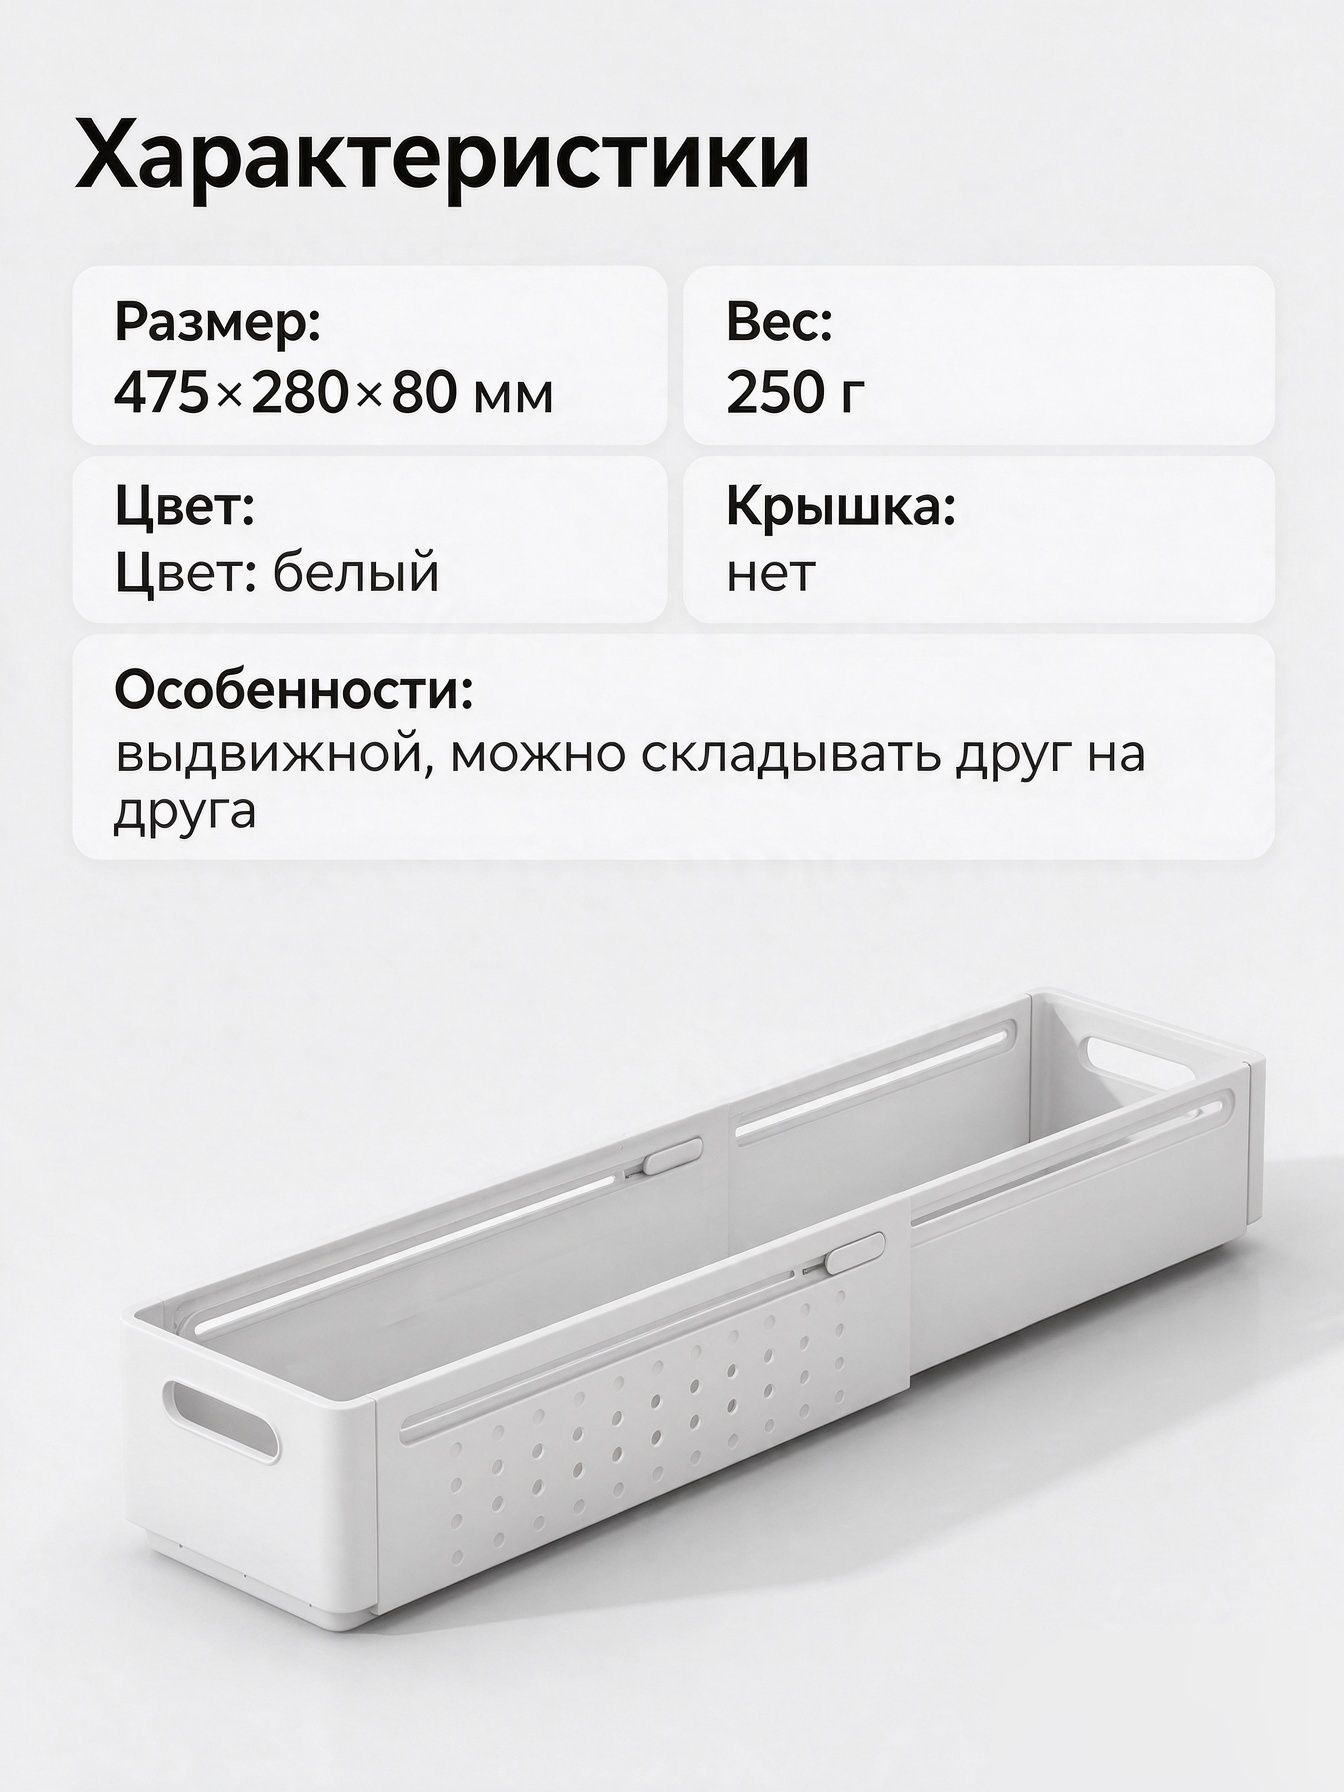 Характеристики
Размер:
475×280×80 мм
Вес:
250 г
Цвет:
Цвет: белый
Крышка:
нет
Особенности:
выдвижной, можно складывать друг на
друга